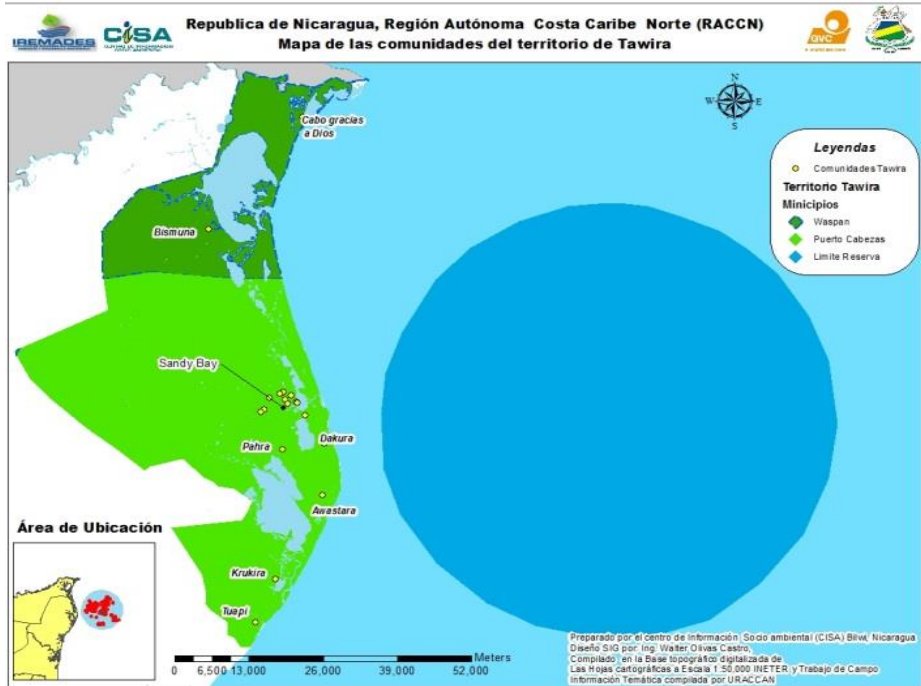 IREMADES
CISA
CENTRO DE INFORMACION
Republica de Nicaragua, Región Autónoma Costa Caribe Norte (RACCN)
Mapa de las comunidades del territorio de Tawira
GVC
N
W E
S
Cabo gracias
a Dios
Leyendas
Comunidades Tawira
Territorio Tawira
Minicipios
Waspan
Puerto Cabezas
Limite Reserva
Bismuna
Sandy Bay
Dakura
Pahra
Awastara
Área de Ubicación
Krukira
Tuapi
Meters
0 6,500 13,000 26,000 39,000 52,000
Preparado por el centro de Información Socio ambiental (CISA) Bilwi, Nicaragua
Diseño SIG por: Ing. Walter Olivas Castro,
Compilado en la Base topográfico digitalizada de
Las Hojas cartográficas a Escala 1:50,000 INETER y Trabajo de Campo
Información Temática compilada por URACCAN